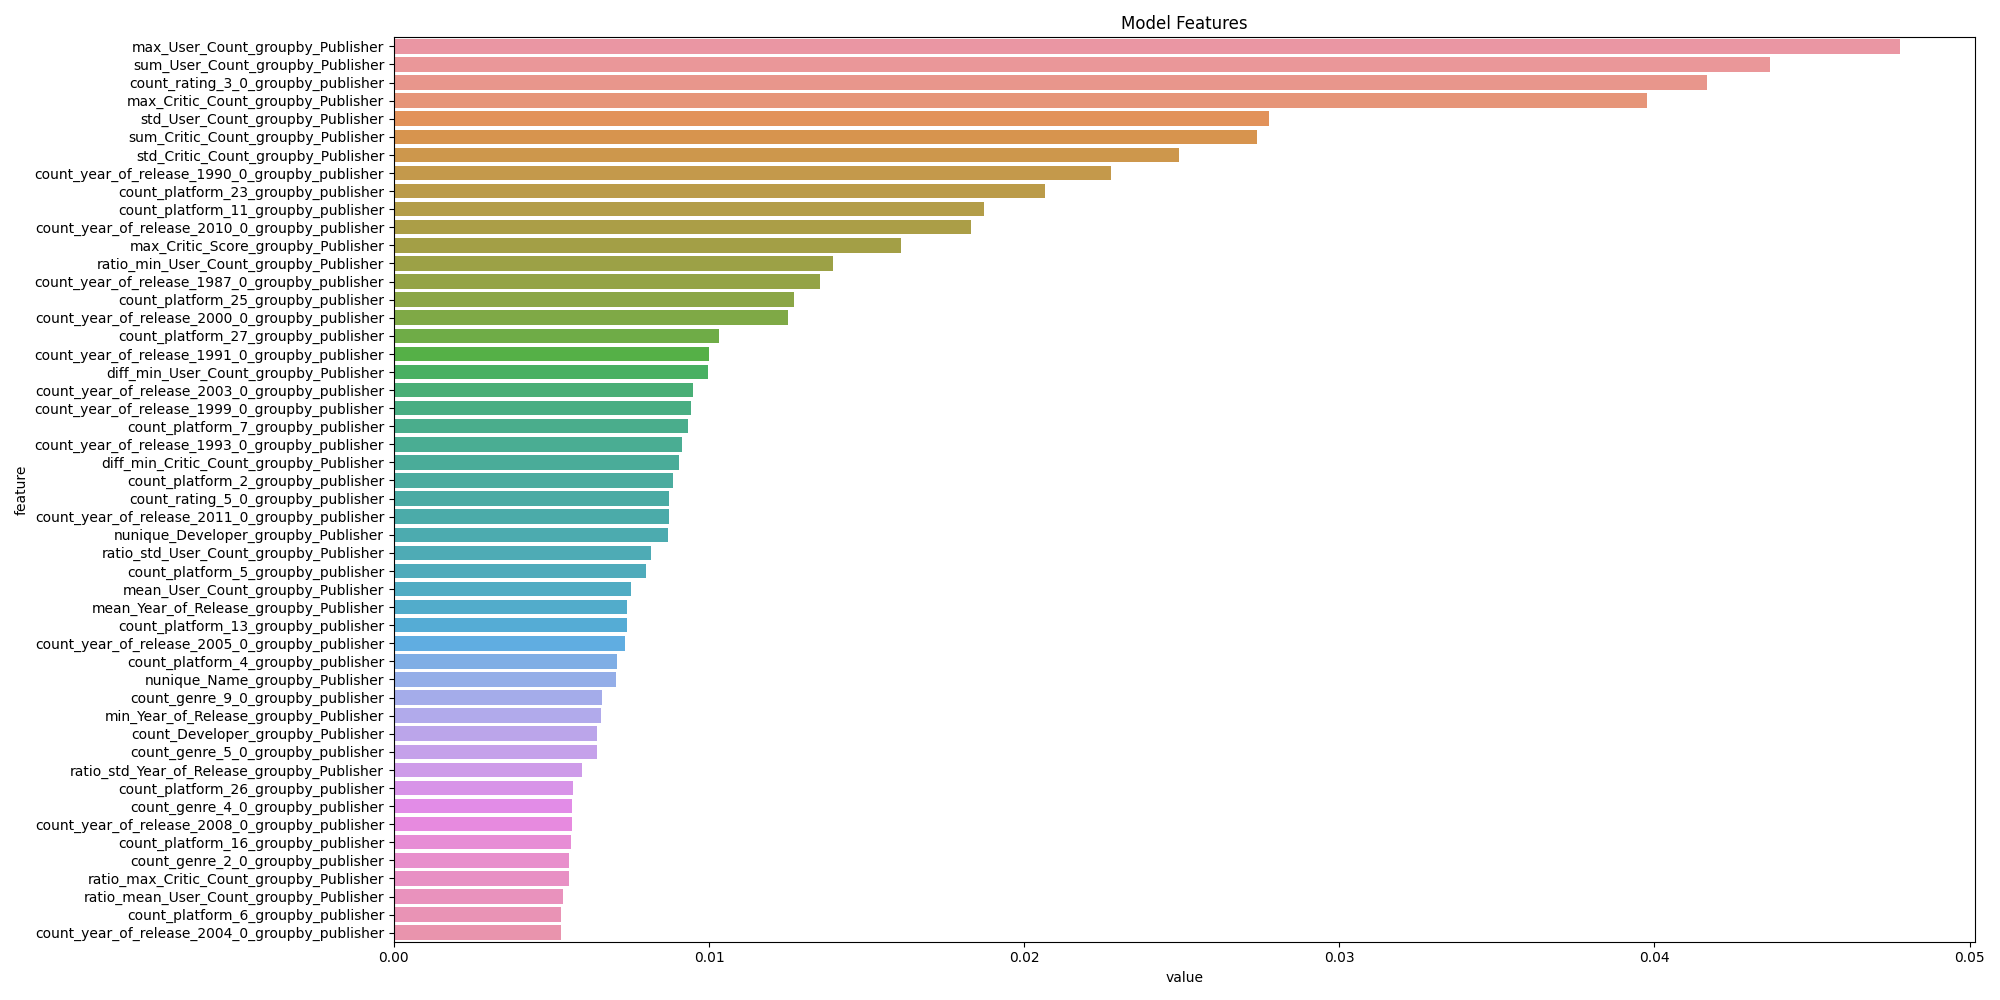 Model Features
max_User_Count_groupby_Publisher
sum_User_Count_groupby_Publisher
count_rating_3_0_groupby_publisher
max_Critic_Count_groupby_Publisher
std_User_Count_groupby_Publisher
sum_Critic_Count_groupby_Publisher
std_Critic_Count_groupby_Publisher
count_year_of_release_1990_0_groupby_publisher
count_platform_23_groupby_publisher
count_platform_11_groupby_publisher
count_year_of_release_2010_0_groupby_publisher
max_Critic_Score_groupby_Publisher
ratio_min_User_Count_groupby_Publisher
count_year_of_release_1987_0_groupby_publisher
count_platform_25_groupby_publisher
count_year_of_release_2000_0_groupby_publisher
count_platform_27_groupby_publisher
count_year_of_release_1991_0_groupby_publisher
diff_min_User_Count_groupby_Publisher
count_year_of_release_2003_0_groupby_publisher
count_year_of_release_1999_0_groupby_publisher
count_platform_7_groupby_publisher
count_year_of_release_1993_0_groupby_publisher
diff_min_Critic_Count_groupby_Publisher
count_platform_2_groupby_publisher
count_rating_5_0_groupby_publisher
count_year_of_release_2011_0_groupby_publisher
nunique_Developer_groupby_Publisher
ratio_std_User_Count_groupby_Publisher
count_platform_5_groupby_publisher
mean_User_Count_groupby_Publisher
mean_Year_of_Release_groupby_Publisher
count_platform_13_groupby_publisher
count_year_of_release_2005_0_groupby_publisher
count_platform_4_groupby_publisher
nunique_Name_groupby_Publisher
count_genre_9_0_groupby_publisher
min_Year_of_Release_groupby_Publisher
count_Developer_groupby_Publisher
count_genre_5_0_groupby_publisher
ratio_std_Year_of_Release_groupby_Publisher
count_platform_26_groupby_publisher
count_genre_4_0_groupby_publisher
count_year_of_release_2008_0_groupby_publisher
count_platform_16_groupby_publisher
count_genre_2_0_groupby_publisher
ratio_max_Critic_Count_groupby_Publisher
ratio_mean_User_Count_groupby_Publisher
count_platform_6_groupby_publisher
count_year_of_release_2004_0_groupby_publisher
feature
0.00 0.01 0.02 0.03 0.04 0.05
value